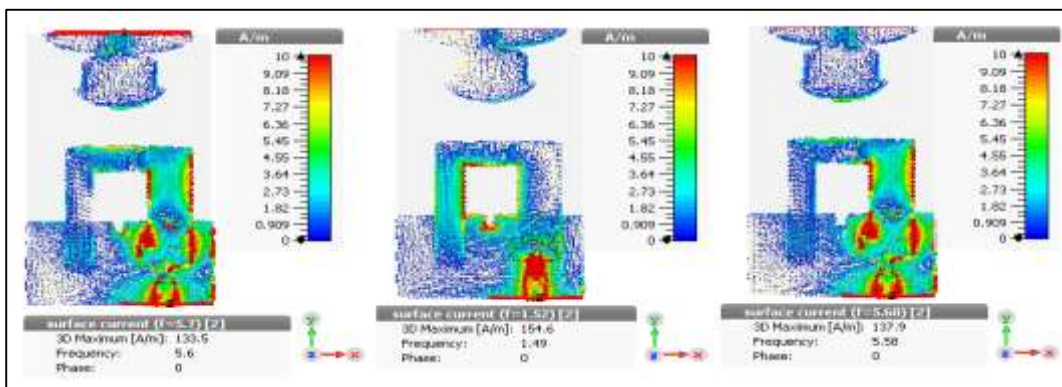 A/m
10
9.09
8.18
7.27
6.36
5.45
4.55
3.64
2.73
1.82
0.909
0
surface current (f=5.7) [2]
3D Maximum [A/m]: 133.5
Frequency: 5.6
Phase: 0
y
z
x
A/m
10
9.09
8.18
7.27
6.36
5.45
4.55
3.64
2.73
1.82
0.909
0
surface current (f=1.52) [2]
3D Maximum [A/m]: 154.6
Frequency: 1.49
Phase: 0
y
z
x
A/m
10
9.09
8.18
7.27
6.36
5.45
4.55
3.64
2.73
1.82
0.909
0
surface current (f=5.68) [2]
3D Maximum [A/m]: 137.9
Frequency: 5.58
Phase: 0
y
z
x